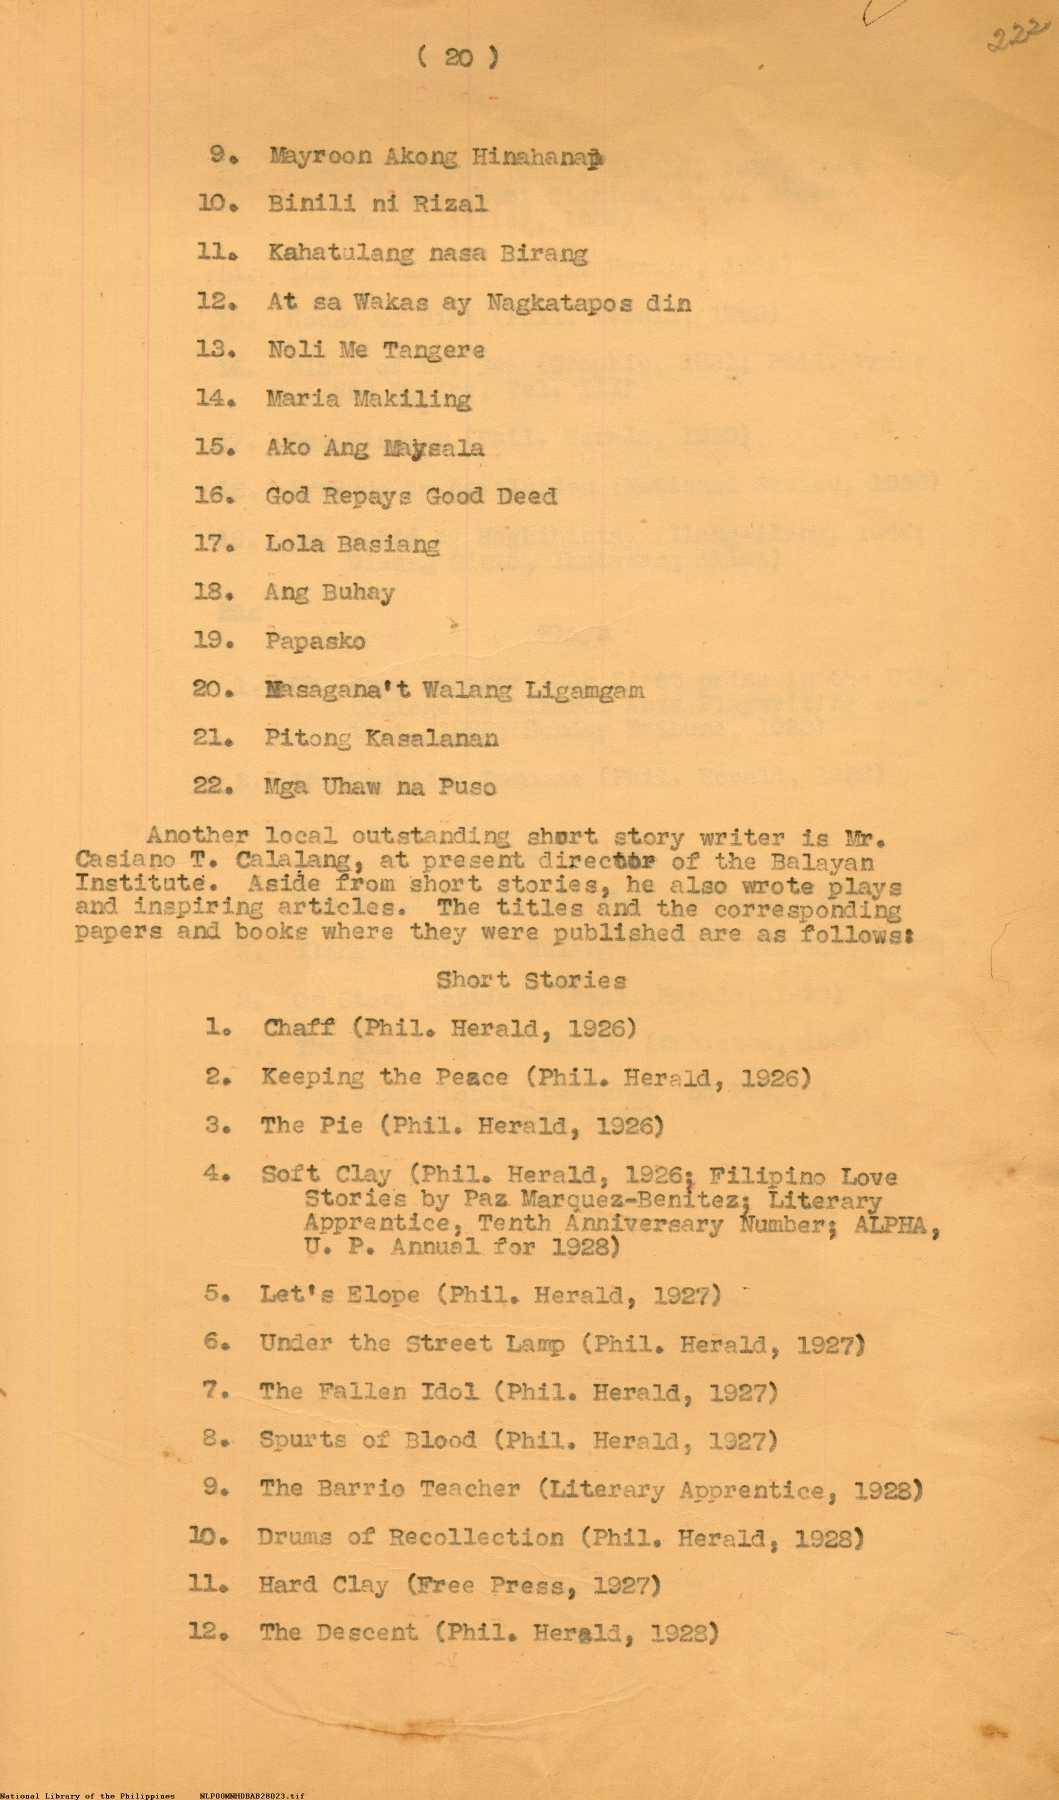 222
( 20 )
9. Mayroon Akong Hinahanap
10. Binili ni Rizal
11. Kahatulang nasa Birang
12. At sa Wakas ay Nagkatapos din
13. Noli Me Tangere
14. Maria Makiling
15. Ako Ang Maysala
16. God Repays Good Deed
17. Lola Basiang
18. Ang Buhay
19. Papasko
20. Masagana't Walang Ligamgam
21. Pitong Kasalanan
22. Mga Uhaw na Puso
Another local outstanding short story writer is Mr.
Casiano T. Calalang, at present director of the Balayan
Institute. Aside from short stories, he also wrote plays
and inspiring articles. The titles and the corresponding
papers and books where they were published are as follows:
Short Stories
1. Chaff (Phil. Herald, 1926)
2. Keeping the Peace (Phil. Herald, 1926)
3. The Pie (Phil. Herald, 1926)
4. Soft Clay (Phil. Herald, 1926; Filipino Love
Stories by Paz Marquez-Benitez; Literary
Apprentice, Tenth Anniversary Number; ALPHA,
U. P. Annual for 1928)
5. Let's Elope (Phil. Herald, 1927)
6. Under the Street Lamp (Phil. Herald, 1927)
7. The Fallen Idol (Phil. Herald, 1927)
8. Spurts of Blood (Phil. Herald, 1927)
9. The Barrio Teacher (Literary Apprentice, 1928)
10. Drums of Recollection (Phil. Herald, 1928)
11. Hard Clay (Free Press, 1927)
12. The Descent (Phil. Herald, 1928)
National Library of the Philippines NLP00MNHDBAB28023.tif